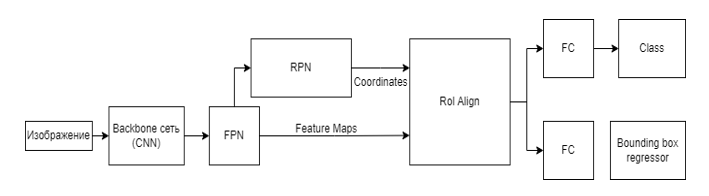 Изображение
Backbone сеть
(CNN)
FPN
RPN
Coordinates
Feature Maps
RoI Align
FC
Class
FC
Bounding box
regressor